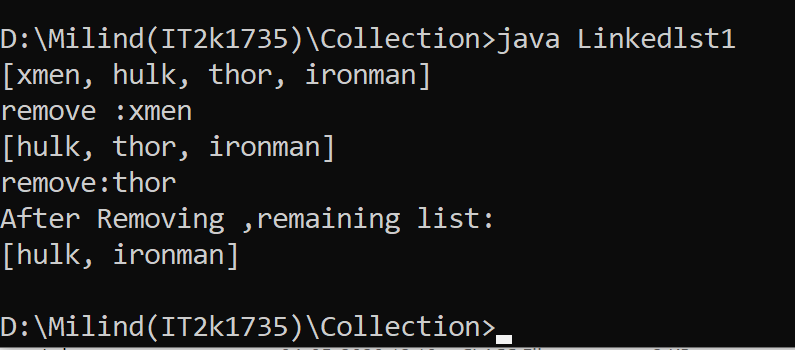 D:\Milind(IT2k1735)\Collection>java Linkedlst1
[xmen, hulk, thor, ironman]
remove :xmen
[hulk, thor, ironman]
remove:thor
After Removing ,remaining list:
[hulk, ironman]
D:\Milind(IT2k1735)\Collection>